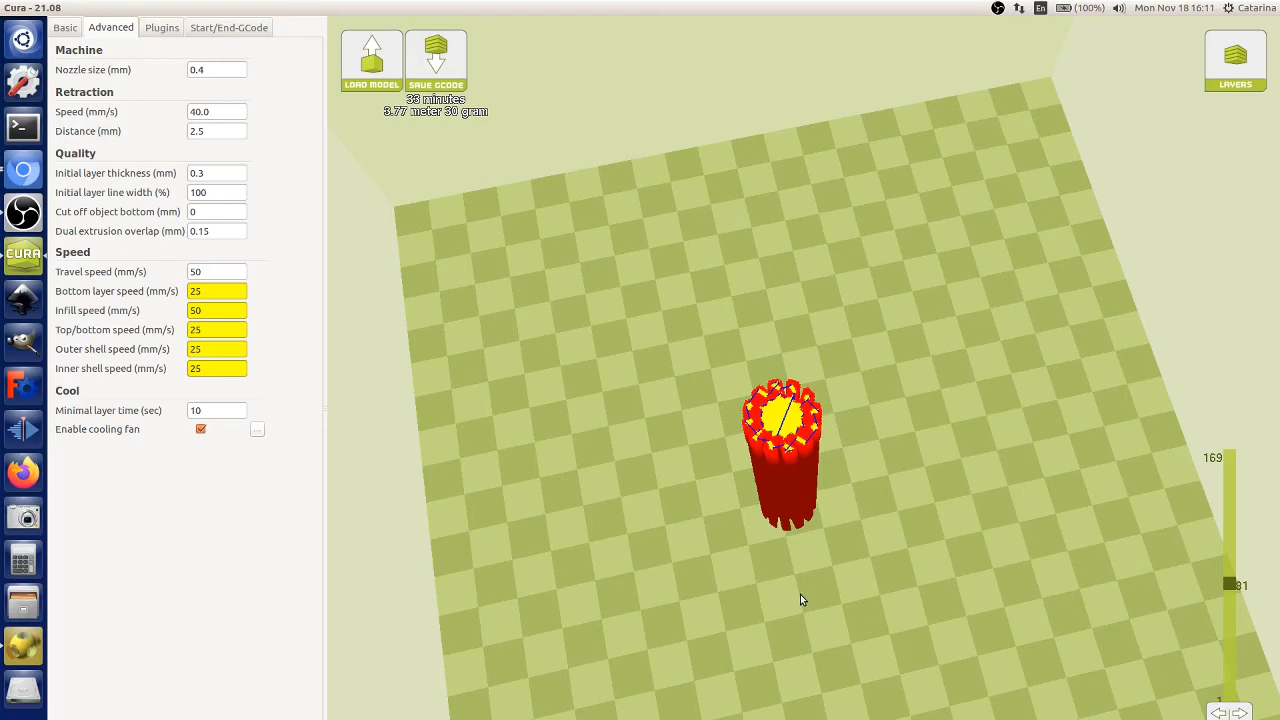 Cura - 21.08
En
(100%)
Mon Nov 18 16:11
Catarina
Basic
Advanced
Plugins
Start/End-GCode
Machine
Nozzle size (mm)
0.4
Retraction
Speed (mm/s)
40.0
Distance (mm)
2.5
Quality
Initial layer thickness (mm)
0.3
Initial layer line width (%)
100
Cut off object bottom (mm)
0
Dual extrusion overlap (mm)
0.15
Speed
Travel speed (mm/s)
50
Bottom layer speed (mm/s)
25
Infill speed (mm/s)
50
Top/bottom speed (mm/s)
25
Outer shell speed (mm/s)
25
Inner shell speed (mm/s)
25
Cool
Minimal layer time (sec)
10
Enable cooling fan
...
LOAD MODEL
SAVE GCODE
33 minutes
3.77 meter 30 gram
LAYERS
169
CURA